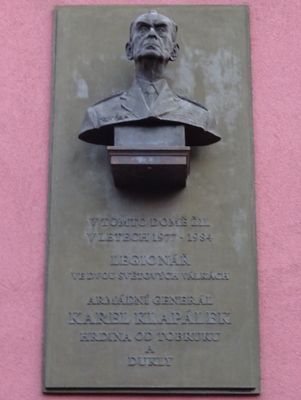 V TOMTO DOMĚ ŽIL
V LETECH 1977 - 1984
LEGIONÁŘ
VE DVOU SVĚTOVÝCH VÁLKÁCH
ARMÁDNÍ GENERÁL
KAREL KLAPÁLEK
HRDINA OD TOBRUKU
A
DUKLY